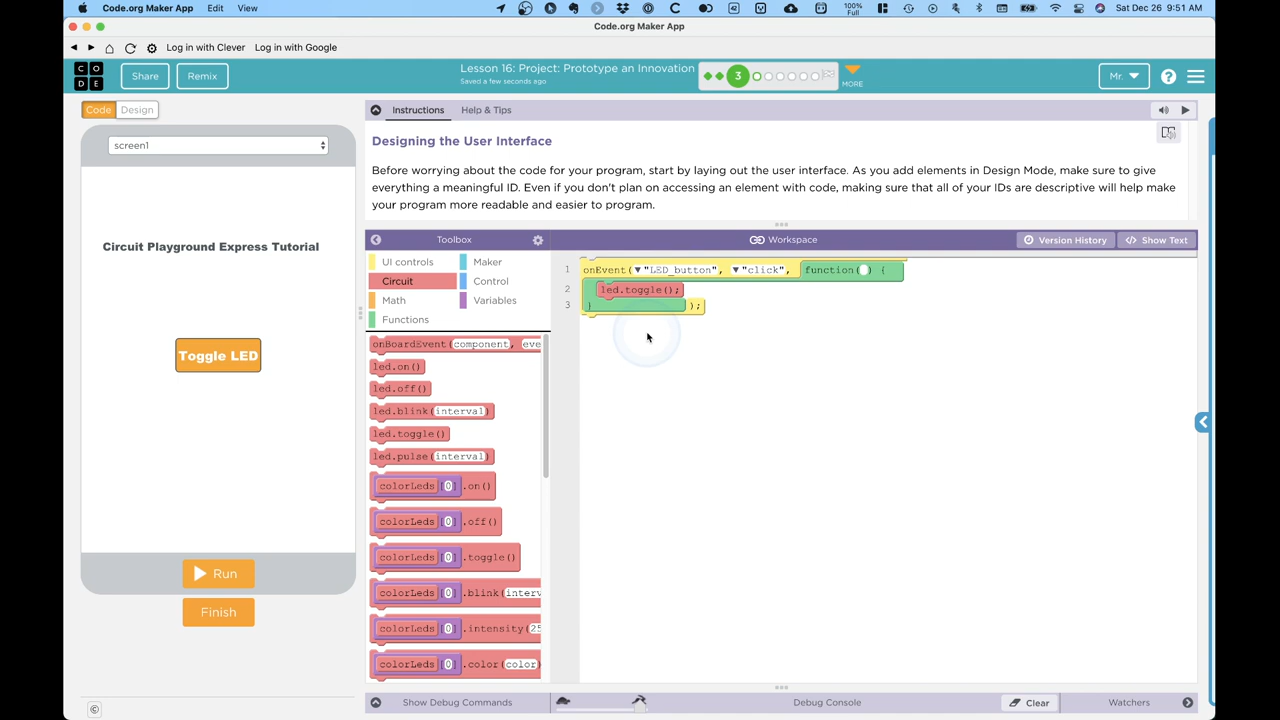 Code.org Maker App Edit View
100% Full
Sat Dec 26 9:51 AM
Code.org Maker App
Log in with Clever Log in with Google
C O D E
Share
Remix
Lesson 16: Project: Prototype an Innovation
Saved a few seconds ago
3
MORE
Mr.
?
Code Design
Instructions Help & Tips
screen1
Designing the User Interface
Before worrying about the code for your program, start by laying out the user interface. As you add elements in Design Mode, make sure to give
everything a meaningful ID. Even if you don't plan on accessing an element with code, making sure that all of your IDs are descriptive will help make
your program more readable and easier to program.
Circuit Playground Express Tutorial
Toggle LED
Run
Finish
Toolbox
Workspace
Version History
Show Text
UI controls
Maker
Circuit
Control
Math
Variables
Functions
onBoardEvent(component, eve
led.on()
led.off()
led.blink(interval)
led.toggle()
led.pulse(interval)
colorLeds[0].on()
colorLeds[0].off()
colorLeds[0].toggle()
colorLeds[0].blink(interv
colorLeds[0].intensity(25
colorLeds[0].color(color)
1 onEvent(▼"LED_button", ▼"click", function() {
2 led.toggle();
3 } );
Show Debug Commands
Debug Console
Clear
Watchers
©